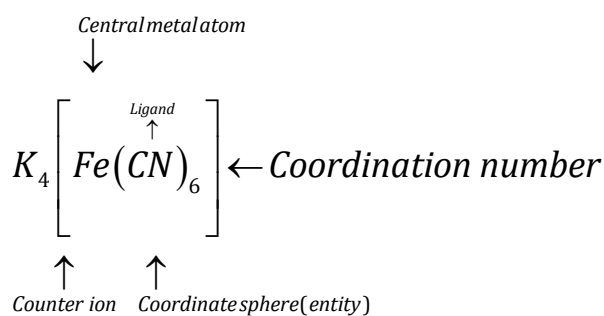 Central metal atom
Ligand
K₄[Fe(CN)₆] ← Coordination number
Counter ion Coordinate sphere(entity)